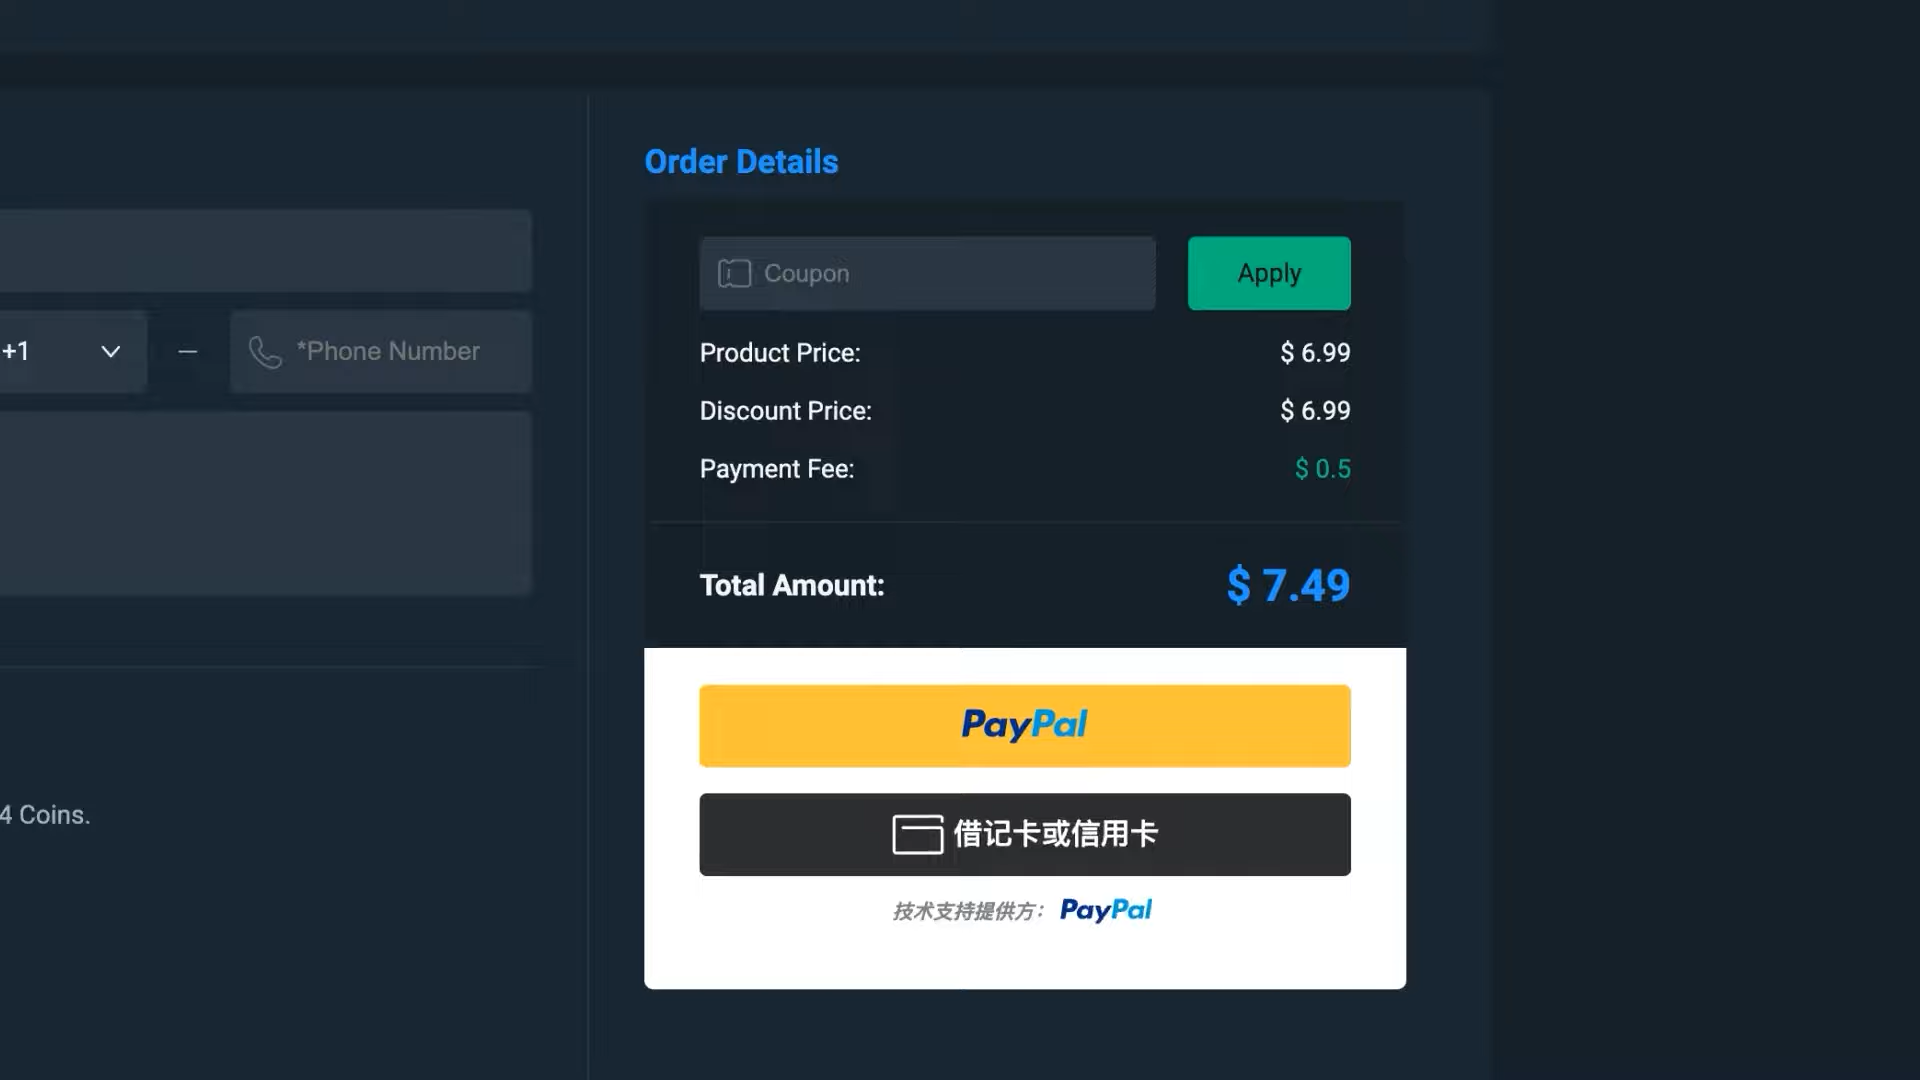 Order Details
Coupon
Apply
+1
*Phone Number
Product Price:
$ 6.99
Discount Price:
$ 6.99
Payment Fee:
$ 0.5
Total Amount:
$ 7.49
PayPal
借记卡或信用卡
4 Coins.
技术支持提供方：
PayPal